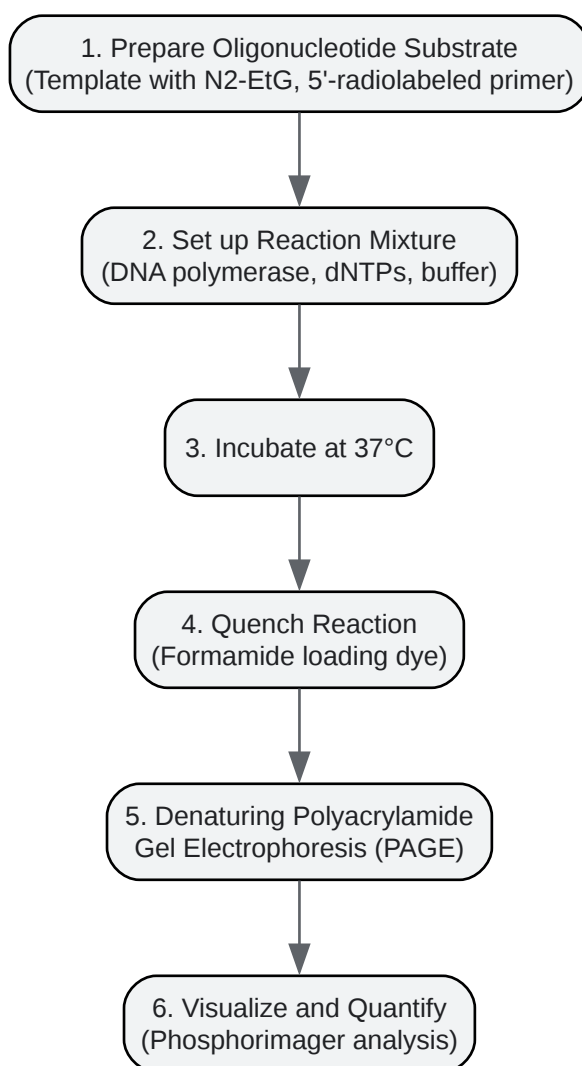 1. Prepare Oligonucleotide Substrate
(Template with N2-EtG, 5'-radiolabeled primer)
2. Set up Reaction Mixture
(DNA polymerase, dNTPs, buffer)
3. Incubate at 37°C
4. Quench Reaction
(Formamide loading dye)
5. Denaturing Polyacrylamide
Gel Electrophoresis (PAGE)
6. Visualize and Quantify
(Phosphorimager analysis)